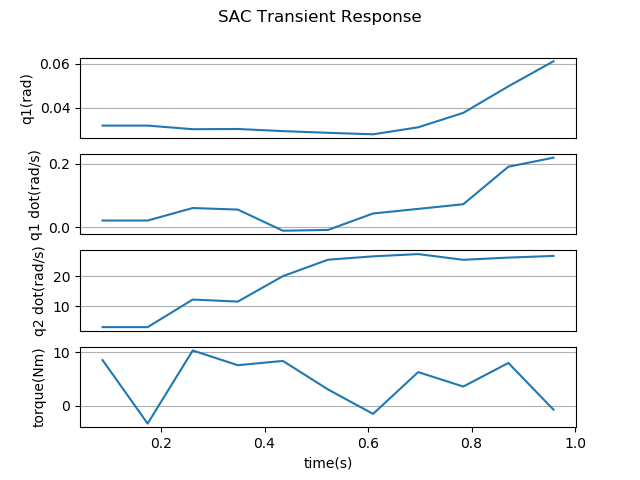 SAC Transient Response
q1(rad)
0.06
0.04
q1 dot(rad/s)
0.2
0.0
q2 dot(rad/s)
20
10
torque(Nm)
10
0
0.2 0.4 0.6 0.8 1.0
time(s)